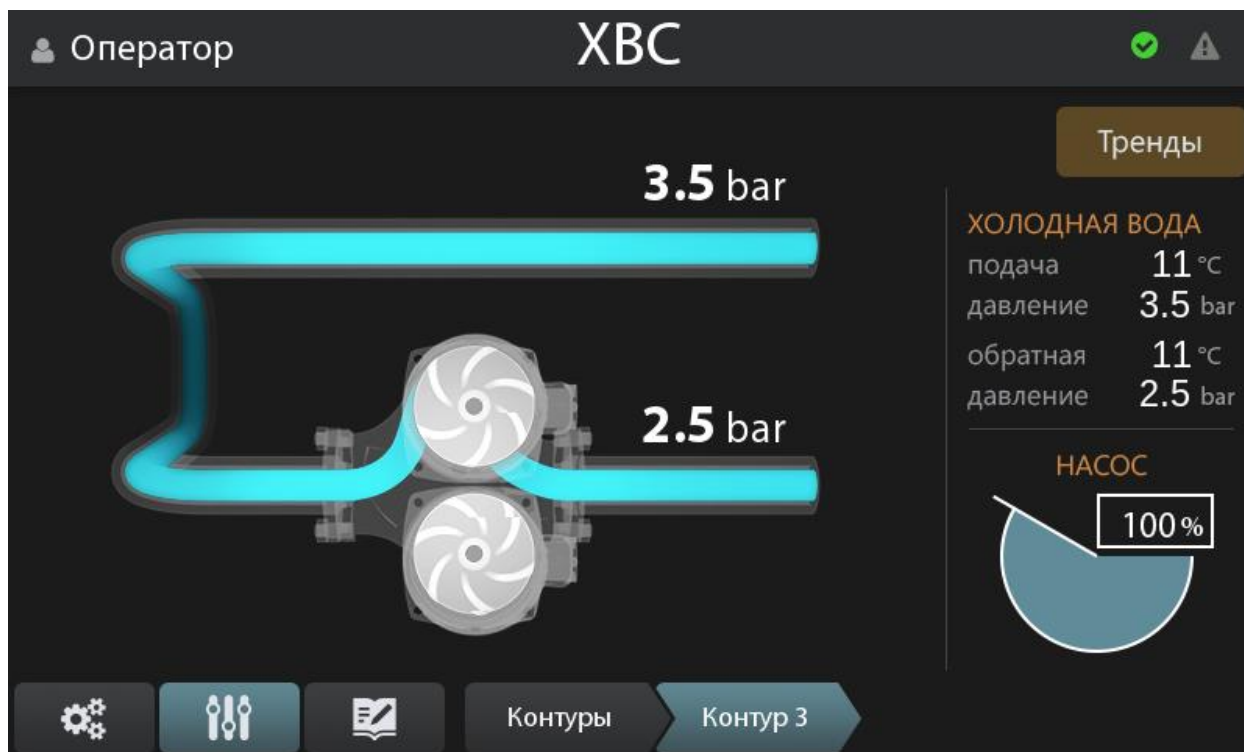 Оператор
ХВС
Тренды
3.5 bar
ХОЛОДНАЯ ВОДА
подача 11 °C
давление 3.5 bar
обратная 11 °C
давление 2.5 bar
2.5 bar
НАСОС
100%
Контуры
Контур 3